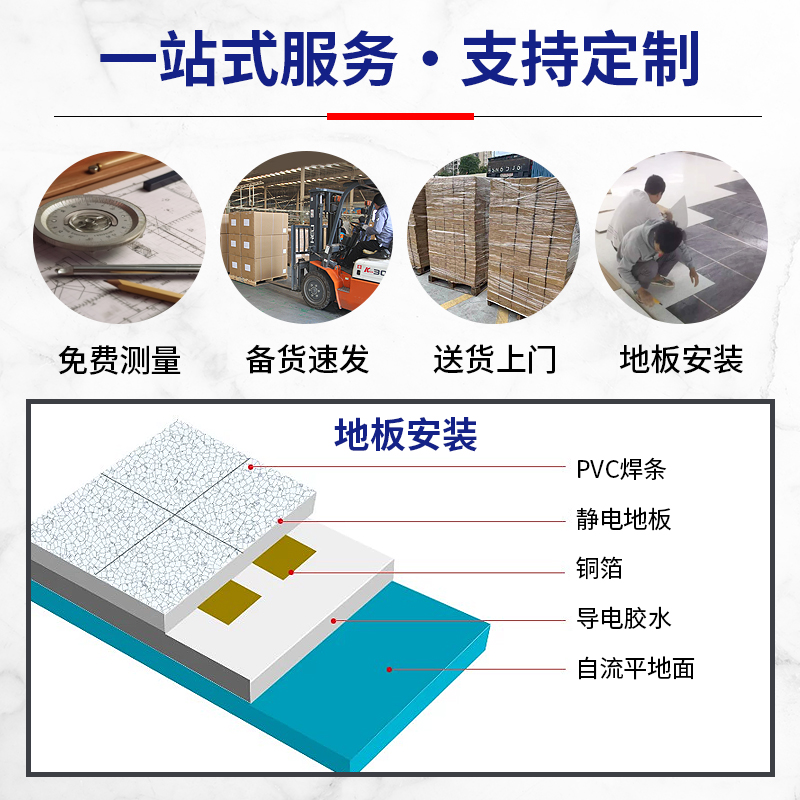 一站式服务·支持定制
免费测量
备货速发
送货上门
地板安装
地板安装
PVC焊条
静电地板
铜箔
导电胶水
自流平地面